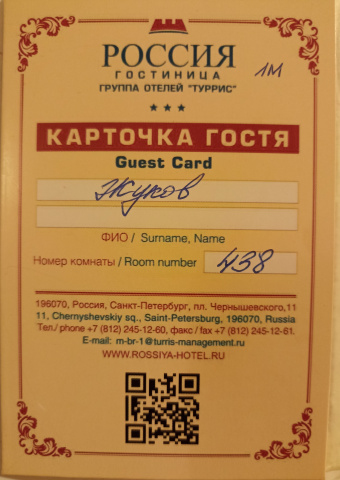 РОССИЯ
ГОСТИНИЦА
ГРУППА ОТЕЛЕЙ "ТУРРИС"
1М
КАРТОЧКА ГОСТЯ
Guest Card
Жуков
ФИО / Surname, Name
Номер комнаты / Room number 438
196070, Россия, Санкт-Петербург, пл. Чернышевского,11
11, Chernyshevskiy sq., Saint-Petersburg, 196070, Russia
Тел./ phone +7 (812) 245-12-60, факс / fax +7 (812) 245-12-61.
E-mail: m-br-1@turris-management.ru
WWW.ROSSIYA-HOTEL.RU